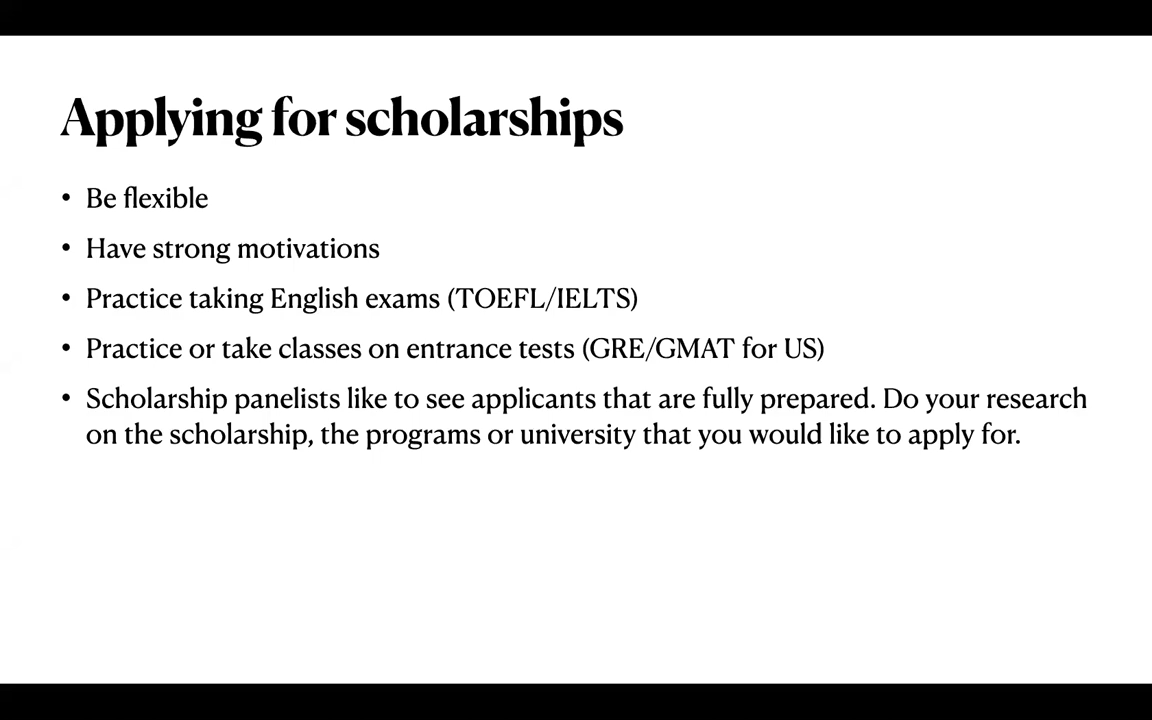 Applying for scholarships
• Be flexible
• Have strong motivations
• Practice taking English exams (TOEFL/IELTS)
• Practice or take classes on entrance tests (GRE/GMAT for US)
• Scholarship panelists like to see applicants that are fully prepared. Do your research
on the scholarship, the programs or university that you would like to apply for.